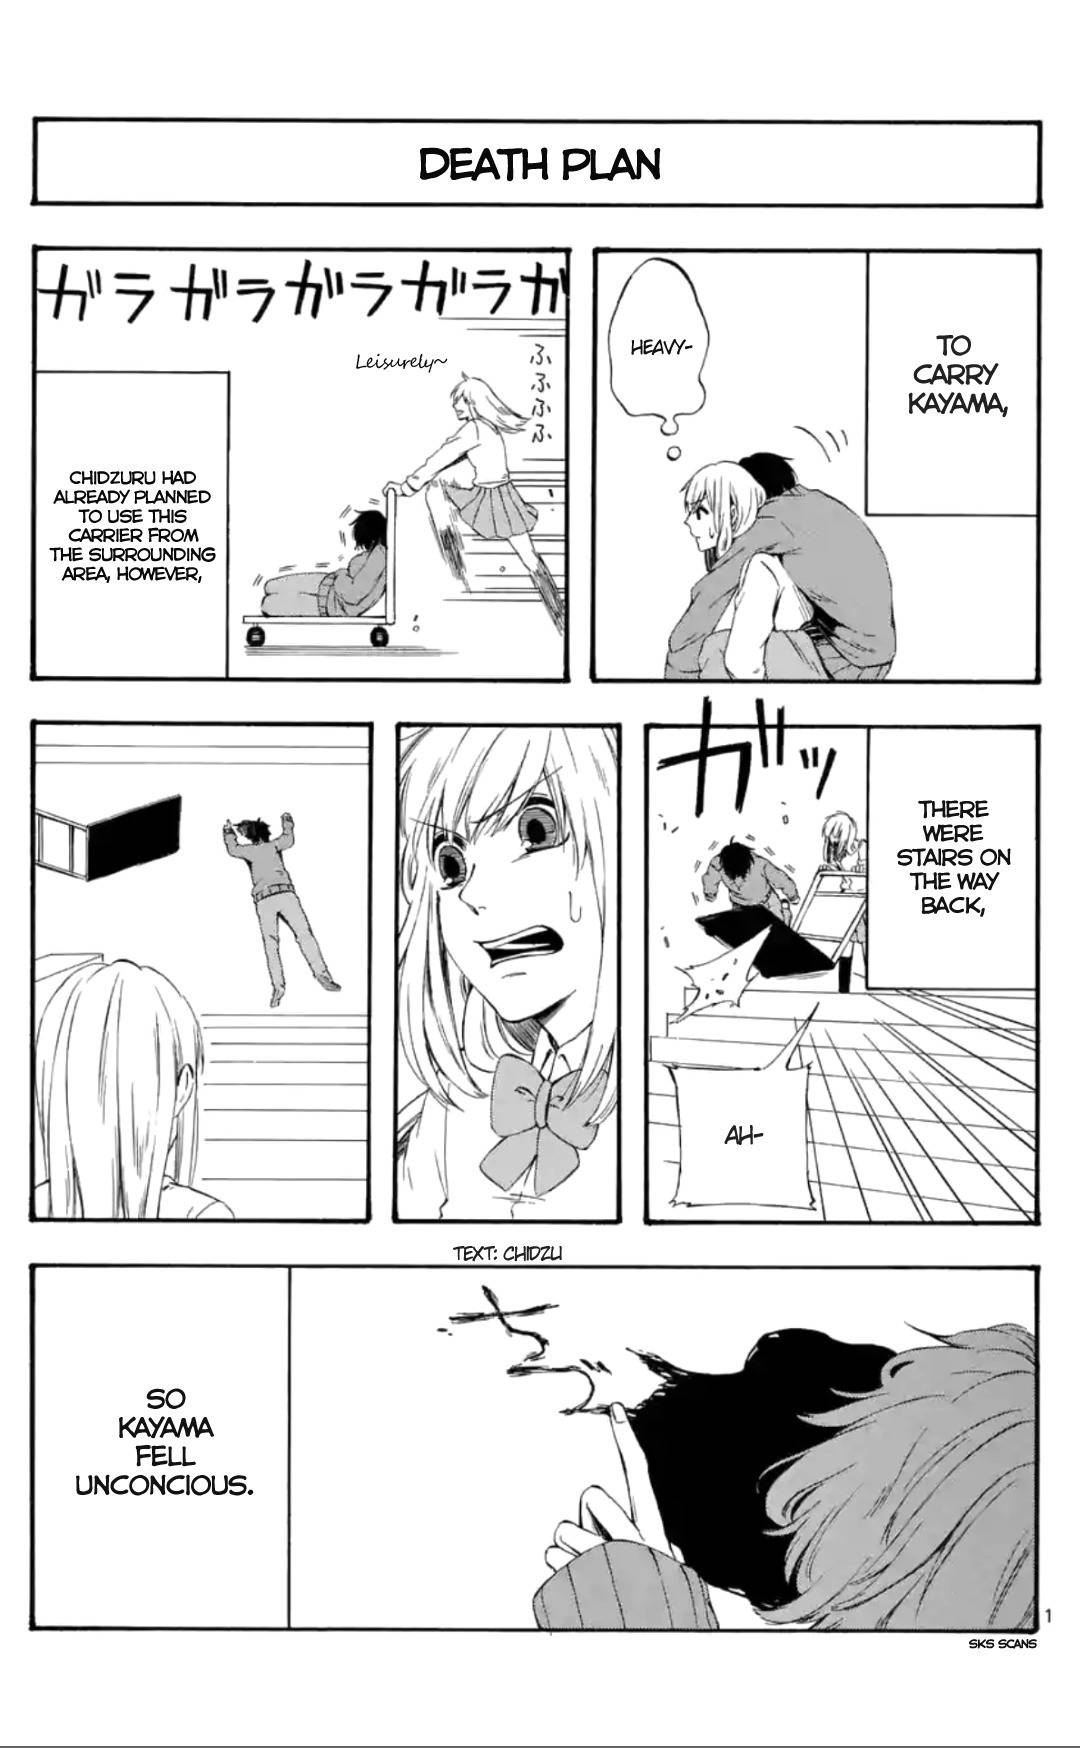 DEATH PLAN
TO
CARRY
KAYAMA,
HEAVY-
ガラガラガラガラガ
Leisurely~
ふふふふ
CHIDZURU HAD
ALREADY PLANNED
TO USE THIS
CARRIER FROM
THE SURROUNDING
AREA, HOWEVER,
THERE
WERE
STAIRS ON
THE WAY
BACK,
ガッ
AH-
TEXT: CHIDZU
チヅ
SO
KAYAMA
FELL
UNCONCIOUS.
1
SKS SCANS